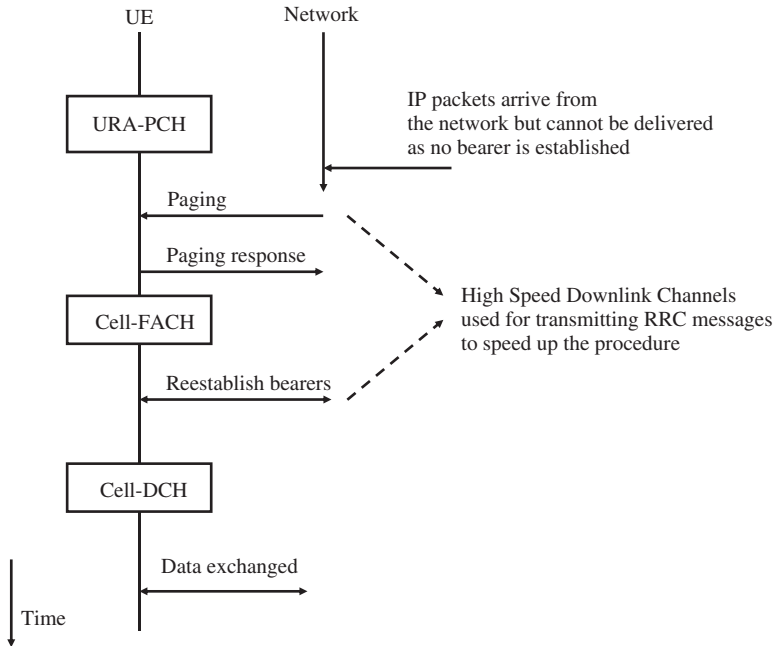 UE
Network
URA-PCH
IP packets arrive from
the network but cannot be delivered
as no bearer is established
Paging
Paging response
High Speed Downlink Channels
used for transmitting RRC messages
to speed up the procedure
Cell-FACH
Reestablish bearers
Cell-DCH
Data exchanged
Time